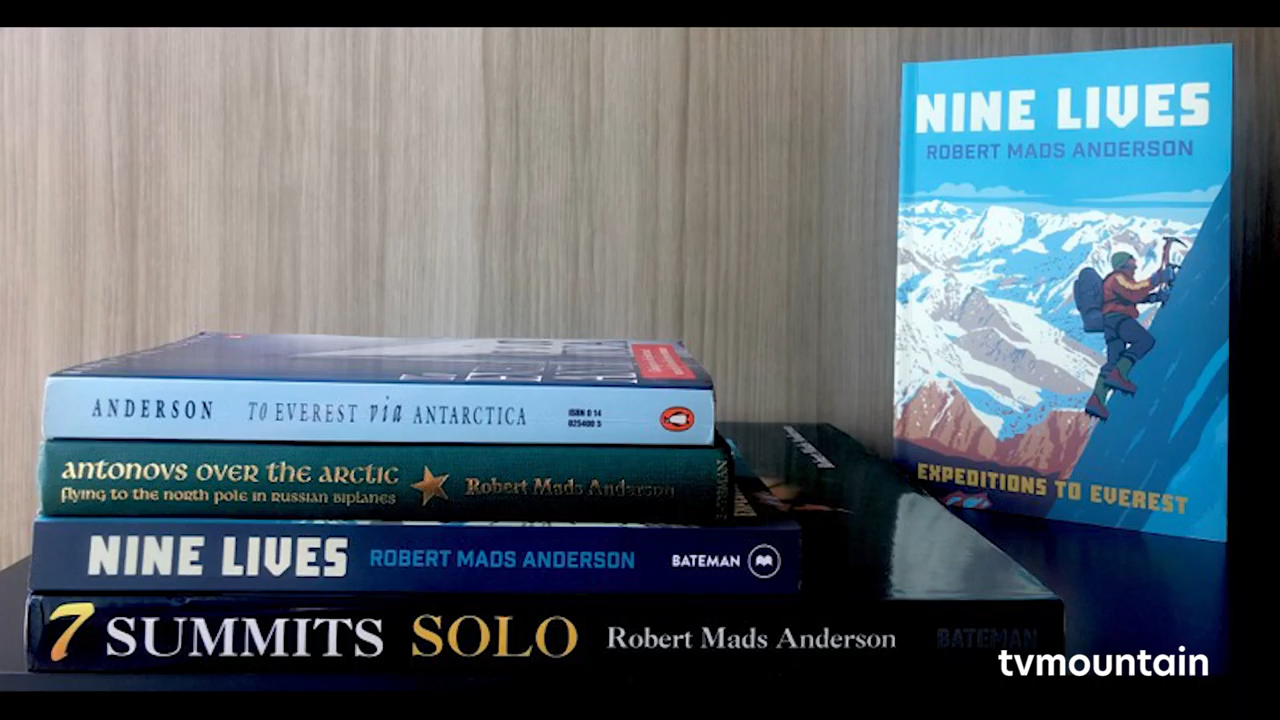 NINE LIVES
ROBERT MADS ANDERSON
EXPEDITIONS TO EVEREST
ANDERSON TO EVEREST via ANTARCTICA
ISBN 0 14
025400 5
antonovs over the arctic
flying to the north pole in russian biplanes
Robert Mads Anderson
NINE LIVES ROBERT MADS ANDERSON BATEMAN
7 SUMMITS SOLO Robert Mads Anderson BATEMAN
tvmountain